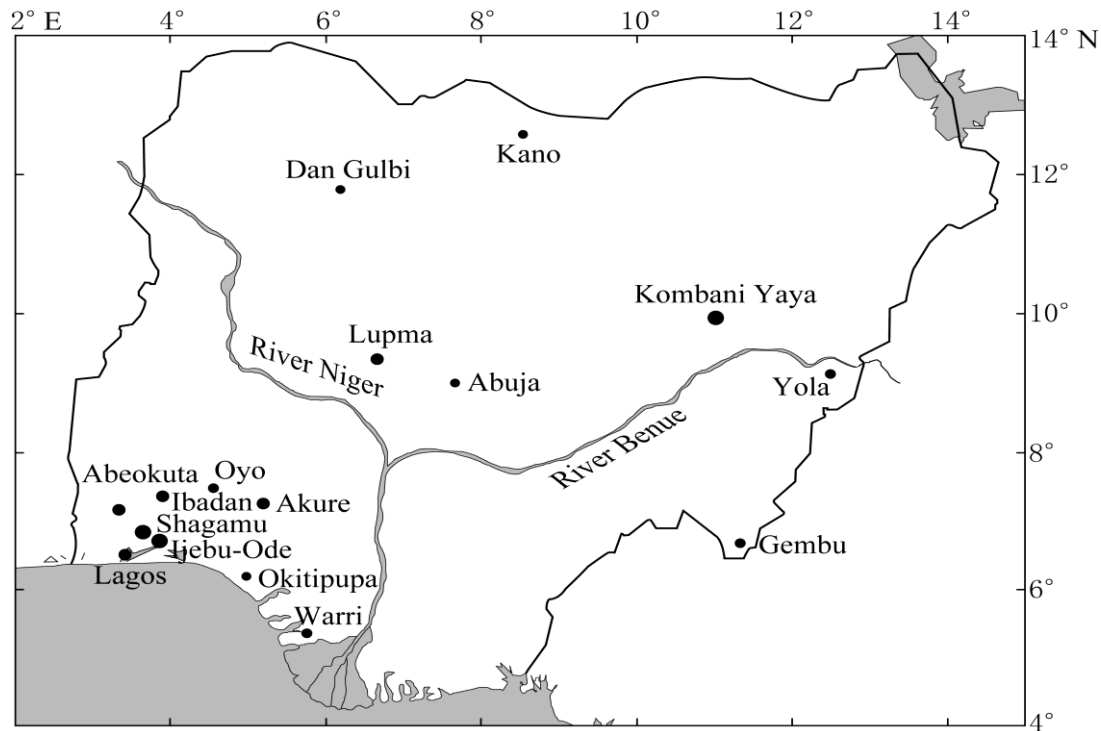 2° E 4° 6° 8° 10° 12° 14°
14° N
Kano
Dan Gulbi
12°
Kombani Yaya
10°
Lupma
River Niger
Abuja
Yola
River Benue
8°
Abeokuta
Oyo
Ibadan
Akure
Shagamu
Ijebu-Ode
Gembu
Lagos
Okitipupa
6°
Warri
4°